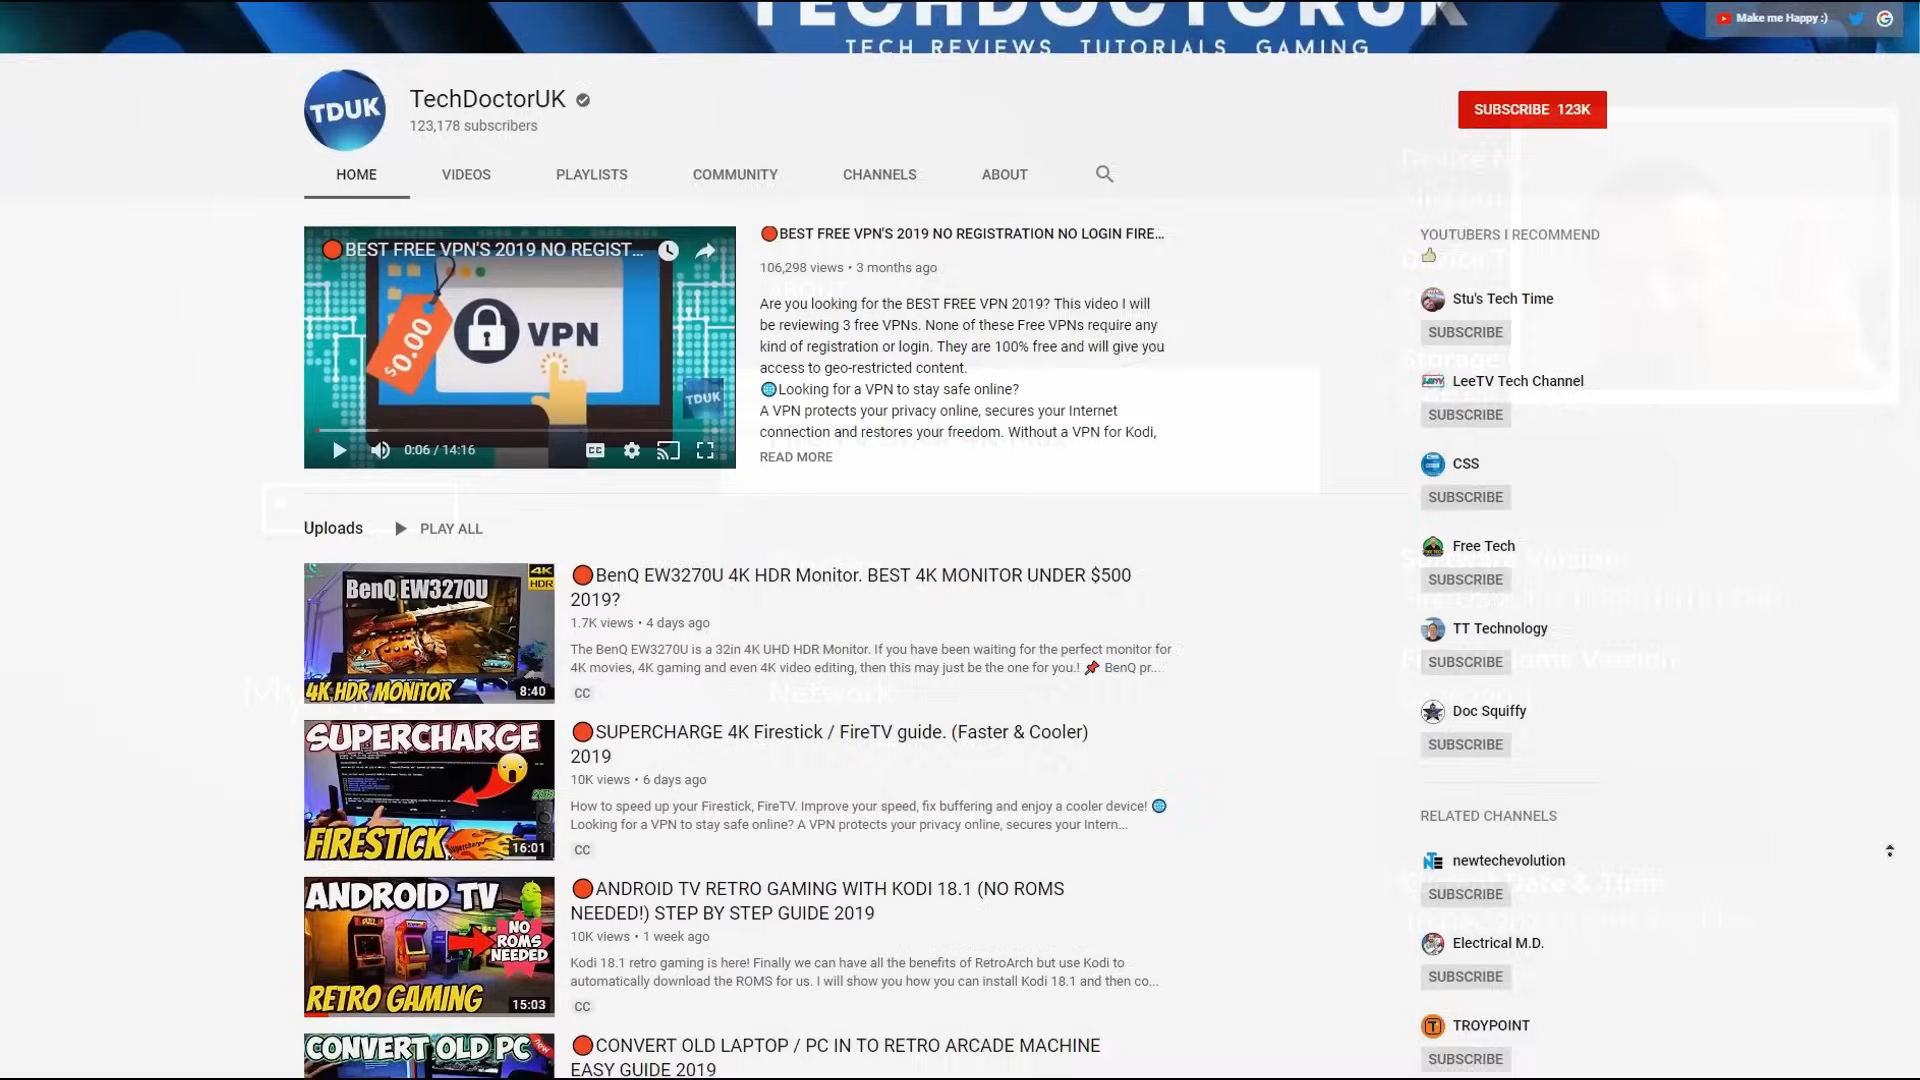 TECHDOCTORUK
TECH REVIEWS TUTORIALS GAMING
Make me Happy :)
TDUK
TechDoctorUK
123,178 subscribers
SUBSCRIBE 123K
HOME
VIDEOS
PLAYLISTS
COMMUNITY
CHANNELS
ABOUT
🔴BEST FREE VPN'S 2019 NO REGIST...
$0.00
VPN
TDUK
0:06 / 14:16
🔴BEST FREE VPN'S 2019 NO REGISTRATION NO LOGIN FIRE...
106,298 views • 3 months ago
Are you looking for the BEST FREE VPN 2019? This video I will
be reviewing 3 free VPNs. None of these Free VPNs require any
kind of registration or login. They are 100% free and will give you
access to geo-restricted content.
🌐Looking for a VPN to stay safe online?
A VPN protects your privacy online, secures your Internet
connection and restores your freedom. Without a VPN for Kodi,
READ MORE
Uploads
PLAY ALL
BenQ EW3270U
4K
HDR
4K HDR MONITOR
8:40
🔴BenQ EW3270U 4K HDR Monitor. BEST 4K MONITOR UNDER $500
2019?
1.7K views • 4 days ago
The BenQ EW3270U is a 32in 4K UHD HDR Monitor. If you have been waiting for the perfect monitor for
4K movies, 4K gaming and even 4K video editing, then this may just be the one for you.! 📌 BenQ pr...
CC
SUPERCHARGE
FIRESTICK
Supercharge
16:01
🔴SUPERCHARGE 4K Firestick / FireTV guide. (Faster & Cooler)
2019
10K views • 6 days ago
How to speed up your Firestick, FireTV. Improve your speed, fix buffering and enjoy a cooler device! 🌐
Looking for a VPN to stay safe online? A VPN protects your privacy online, secures your Intern...
CC
ANDROID TV
NO
ROMS
NEEDED
RETRO GAMING
15:03
🔴ANDROID TV RETRO GAMING WITH KODI 18.1 (NO ROMS
NEEDED!) STEP BY STEP GUIDE 2019
10K views • 1 week ago
Kodi 18.1 retro gaming is here! Finally we can have all the benefits of RetroArch but use Kodi to
automatically download the ROMS for us. I will show you how you can install Kodi 18.1 and then co...
CC
CONVERT OLD PC
new
🔴CONVERT OLD LAPTOP / PC IN TO RETRO ARCADE MACHINE
EASY GUIDE 2019
YOUTUBERS I RECOMMEND
👍
Stu's Tech Time
SUBSCRIBE
LeeTV Tech Channel
SUBSCRIBE
CSS
SUBSCRIBE
Free Tech
SUBSCRIBE
TT Technology
SUBSCRIBE
Doc Squiffy
SUBSCRIBE
RELATED CHANNELS
newtechevolution
SUBSCRIBE
Electrical M.D.
SUBSCRIBE
TROYPOINT
SUBSCRIBE
ABOUT
Network